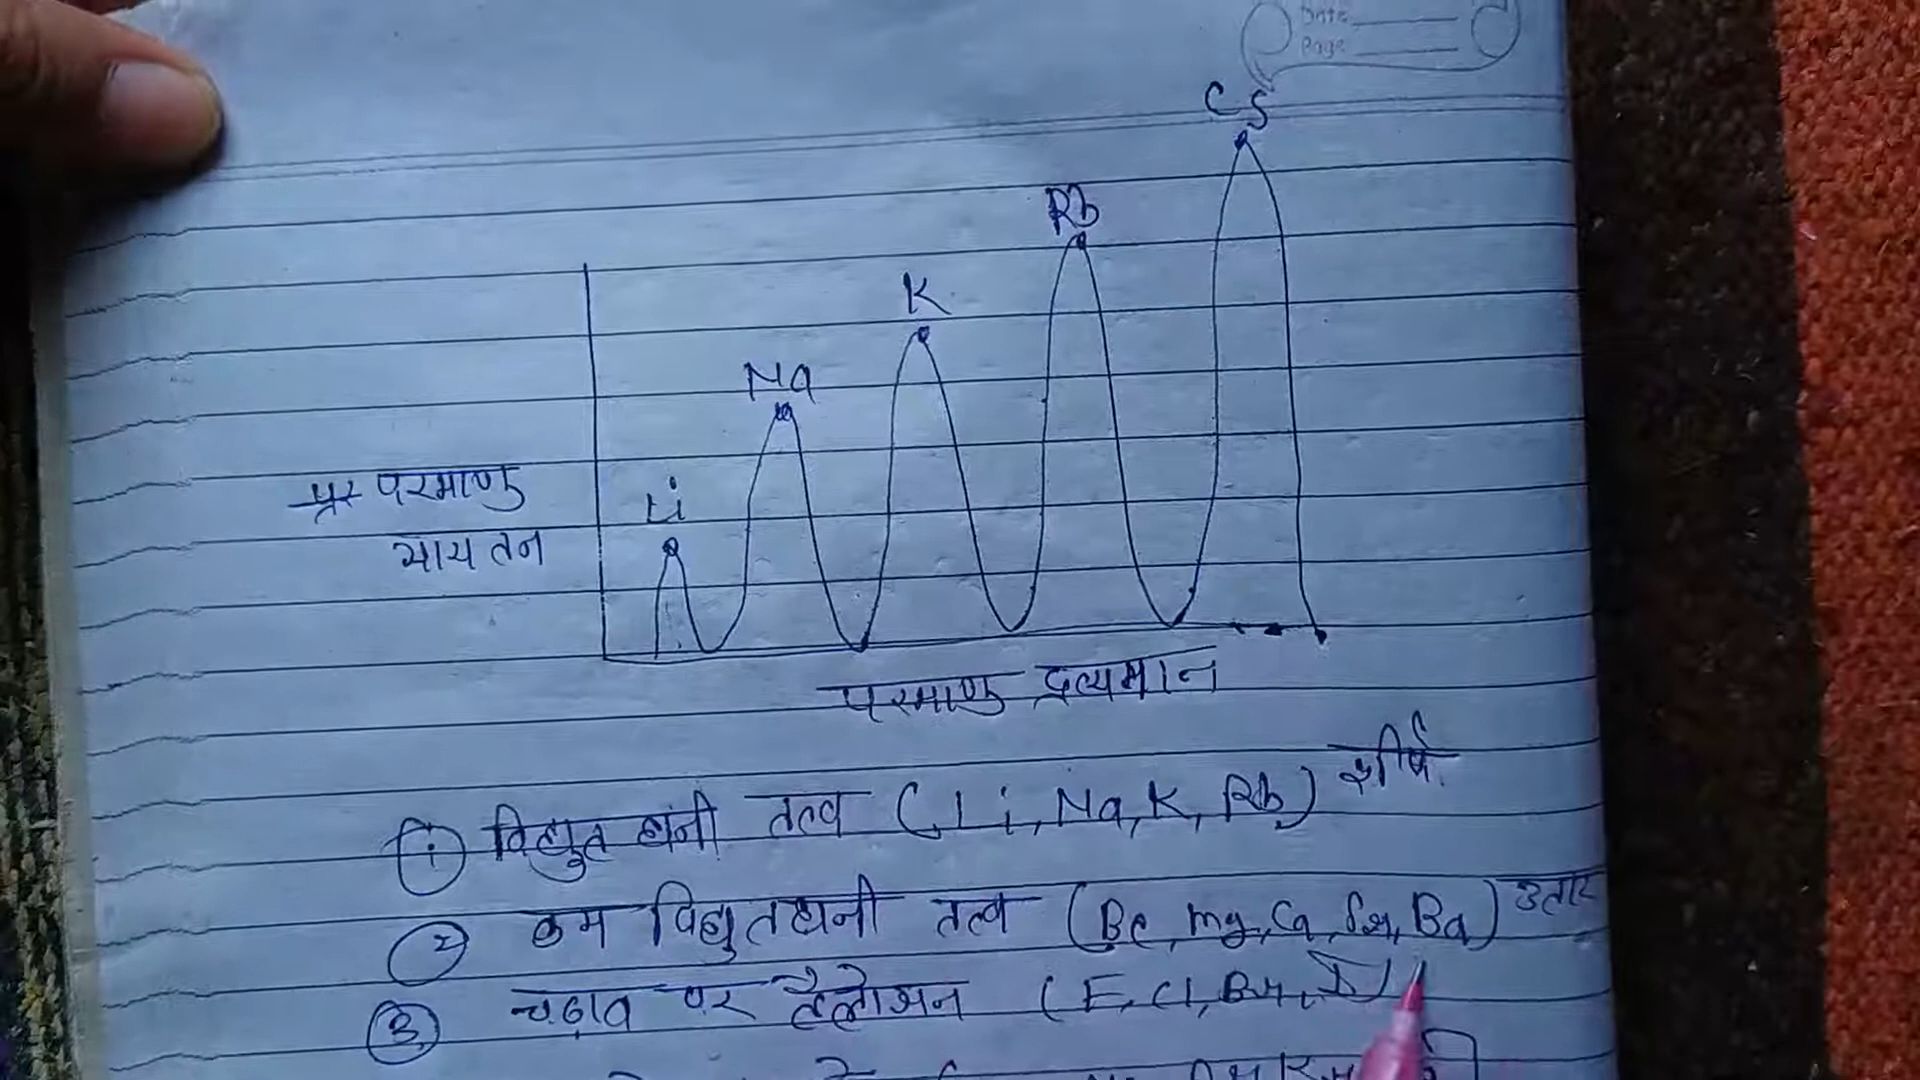 Date
Page
Cs
Rb
K
Na
Li
परमाणु
आयतन
परमाणु द्रव्यमान
① विद्युत धनी तत्व (Li, Na, K, Rb) शीर्ष
② कम विद्युतधनी तत्व (Be, mg, Ca, Sr, Ba) उतार
③ चढाव पर हैलोजन (F, Cl, Br, I)